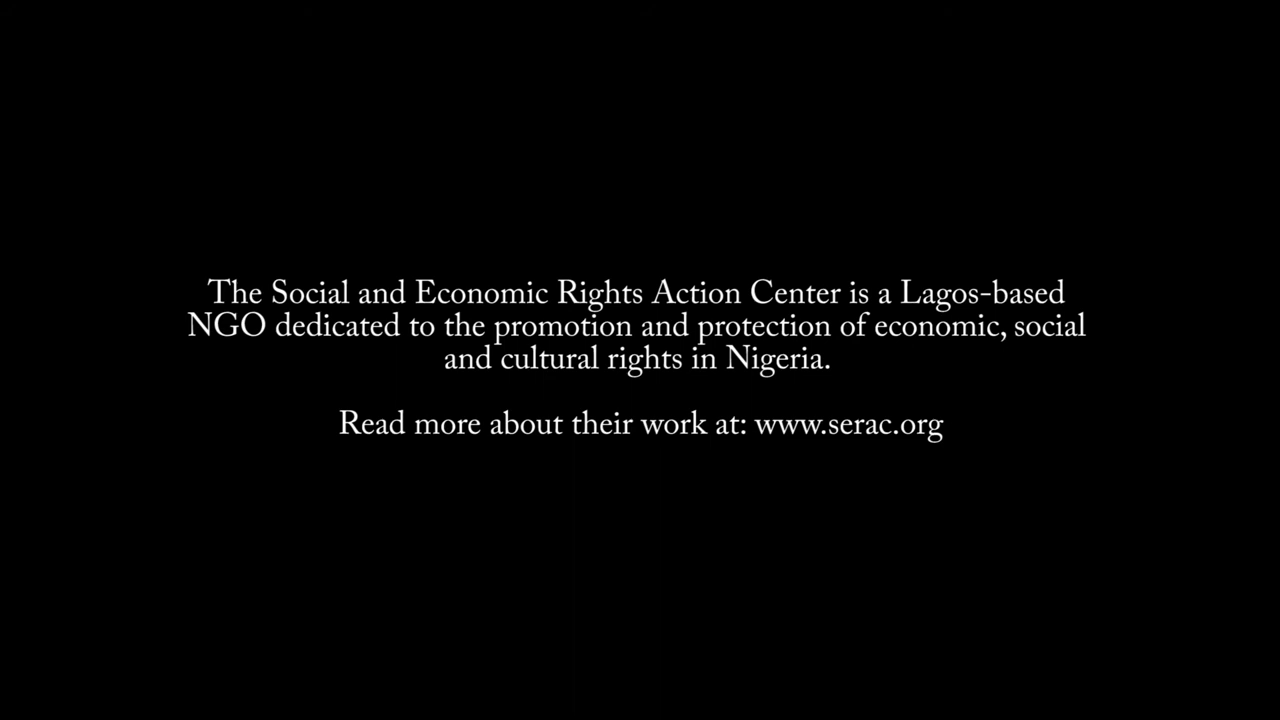 The Social and Economic Rights Action Center is a Lagos-based
NGO dedicated to the promotion and protection of economic, social
and cultural rights in Nigeria.
Read more about their work at: www.serac.org